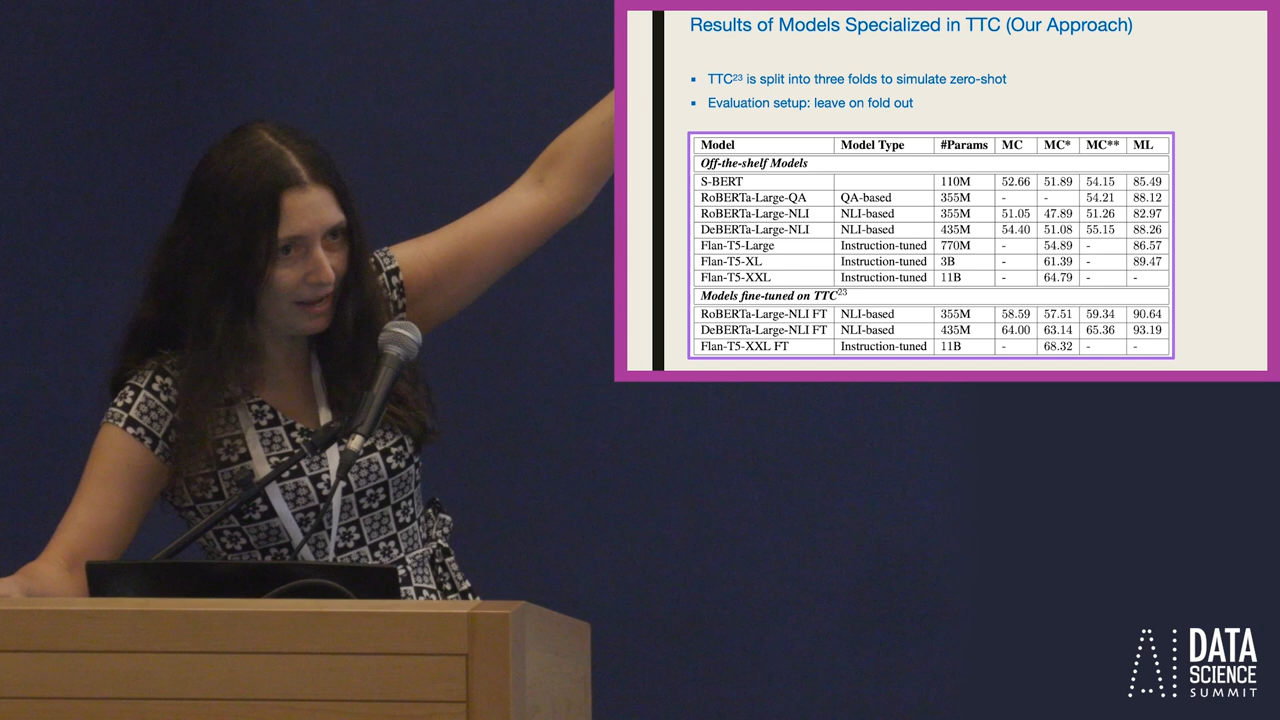 Results of Models Specialized in TTC (Our Approach)
▪ TTC23 is split into three folds to simulate zero-shot
▪ Evaluation setup: leave on fold out
Model Model Type #Params MC MC* MC** ML
Off-the-shelf Models
S-BERT 110M 52.66 51.89 54.15 85.49
RoBERTa-Large-QA QA-based 355M - - 54.21 88.12
RoBERTa-Large-NLI NLI-based 355M 51.05 47.89 51.26 82.97
DeBERTa-Large-NLI NLI-based 435M 54.40 51.08 55.15 88.26
Flan-T5-Large Instruction-tuned 770M - 54.89 - 86.57
Flan-T5-XL Instruction-tuned 3B - 61.39 - 89.47
Flan-T5-XXL Instruction-tuned 11B - 64.79 - -
Models fine-tuned on TTC23
RoBERTa-Large-NLI FT NLI-based 355M 58.59 57.51 59.34 90.64
DeBERTa-Large-NLI FT NLI-based 435M 64.00 63.14 65.36 93.19
Flan-T5-XXL FT Instruction-tuned 11B - 68.32 - -
AI DATA
SCIENCE
SUMMIT